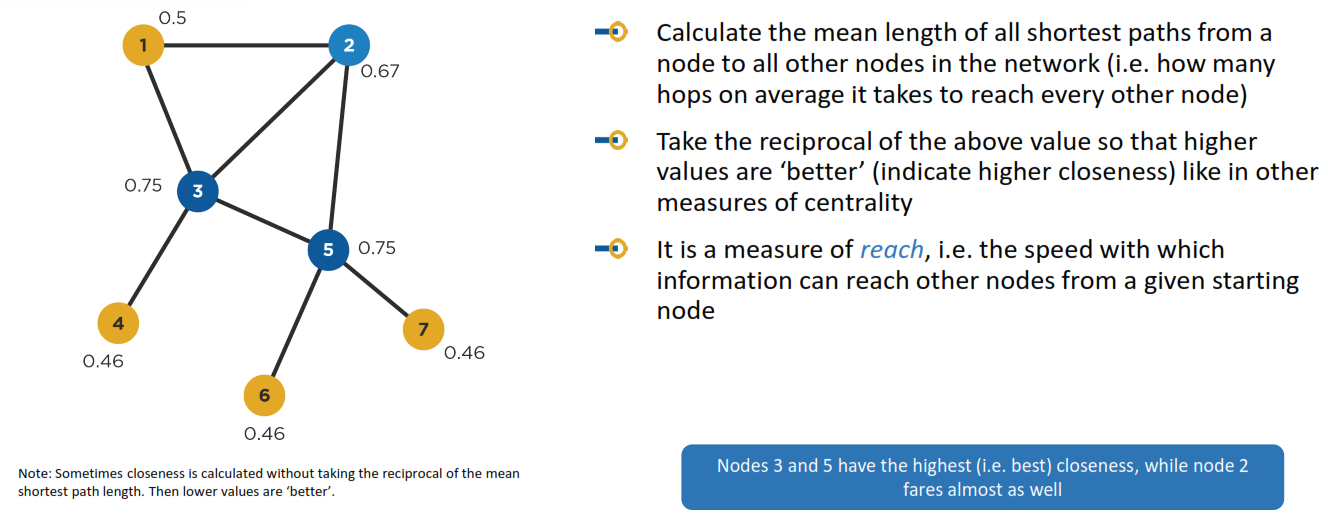 0.5
1
2
0.67
0.75
3
5
0.75
4
0.46
7
0.46
6
0.46
Note: Sometimes closeness is calculated without taking the reciprocal of the mean
shortest path length. Then lower values are ‘better’.
Calculate the mean length of all shortest paths from a
node to all other nodes in the network (i.e. how many
hops on average it takes to reach every other node)
Take the reciprocal of the above value so that higher
values are ‘better’ (indicate higher closeness) like in other
measures of centrality
It is a measure of reach, i.e. the speed with which
information can reach other nodes from a given starting
node
Nodes 3 and 5 have the highest (i.e. best) closeness, while node 2
fares almost as well